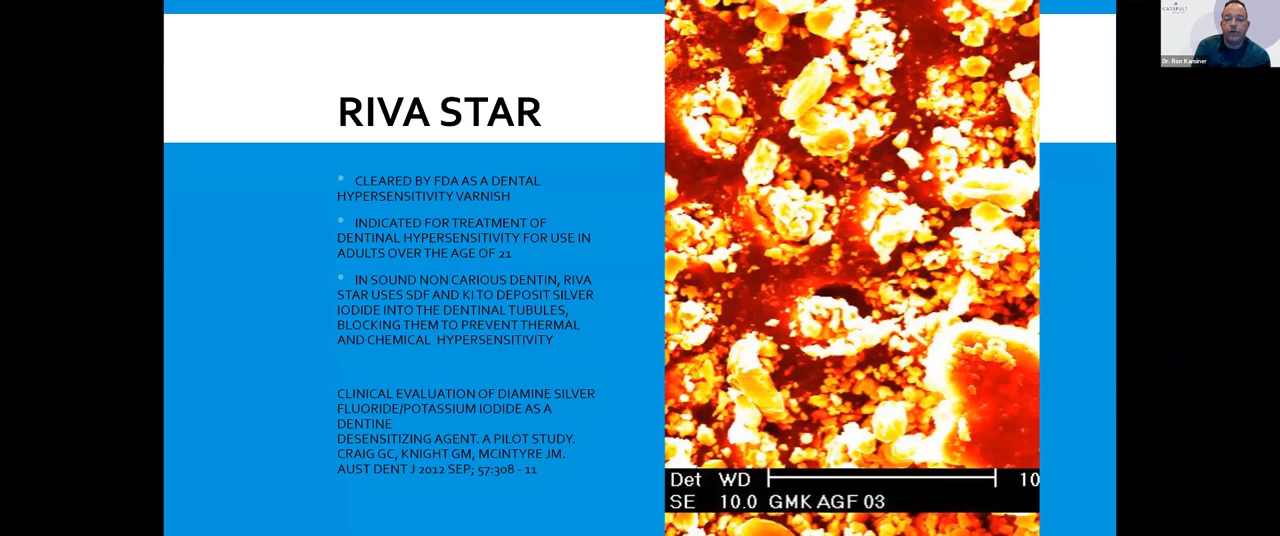 RIVA STAR
• CLEARED BY FDA AS A DENTAL
HYPERSENSITIVITY VARNISH
• INDICATED FOR TREATMENT OF
DENTINAL HYPERSENSITIVITY FOR USE IN
ADULTS OVER THE AGE OF 21
• IN SOUND NON CARIOUS DENTIN, RIVA
STAR USES SDF AND KI TO DEPOSIT SILVER
IODIDE INTO THE DENTINAL TUBULES,
BLOCKING THEM TO PREVENT THERMAL
AND CHEMICAL HYPERSENSITIVITY
CLINICAL EVALUATION OF DIAMINE SILVER
FLUORIDE/POTASSIUM IODIDE AS A
DENTINE
DESENSITIZING AGENT. A PILOT STUDY.
CRAIG GC, KNIGHT GM, MCINTYRE JM.
AUST DENT J 2012 SEP; 57:308 - 11
Det WD 10
SE 10.0 GMK AGF 03
CATAPULT
Dr. Ron Kaminer